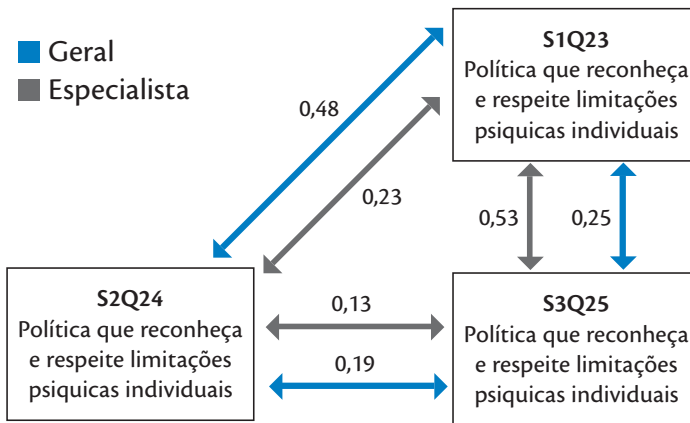 Geral
Especialista
S1Q23
Política que reconheça
e respeite limitações
psiquicas individuais
0,48
0,23
0,53
0,25
S2Q24
Política que reconheça
e respeite limitações
psiquicas individuais
0,13
0,19
S3Q25
Política que reconheça
e respeite limitações
psiquicas individuais